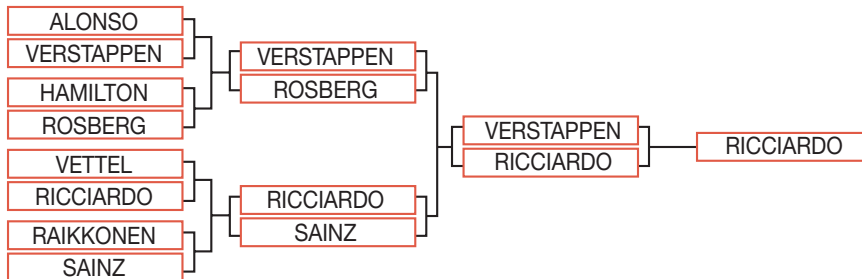 ALONSO
VERSTAPPEN
HAMILTON
ROSBERG
VETTEL
RICCIARDO
RAIKKONEN
SAINZ
VERSTAPPEN
ROSBERG
RICCIARDO
SAINZ
VERSTAPPEN
RICCIARDO
RICCIARDO